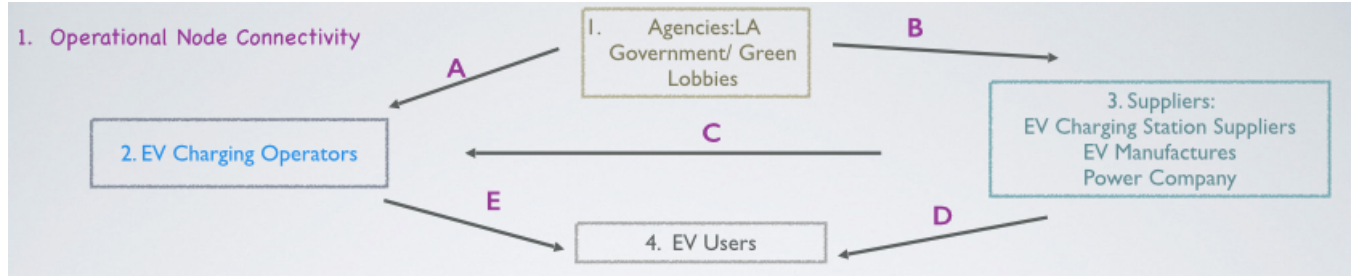 1. Operational Node Connectivity
1. Agencies:LA
Government/ Green
Lobbies
A
B
2. EV Charging Operators
C
3. Suppliers:
EV Charging Station Suppliers
EV Manufactures
Power Company
E
4. EV Users
D